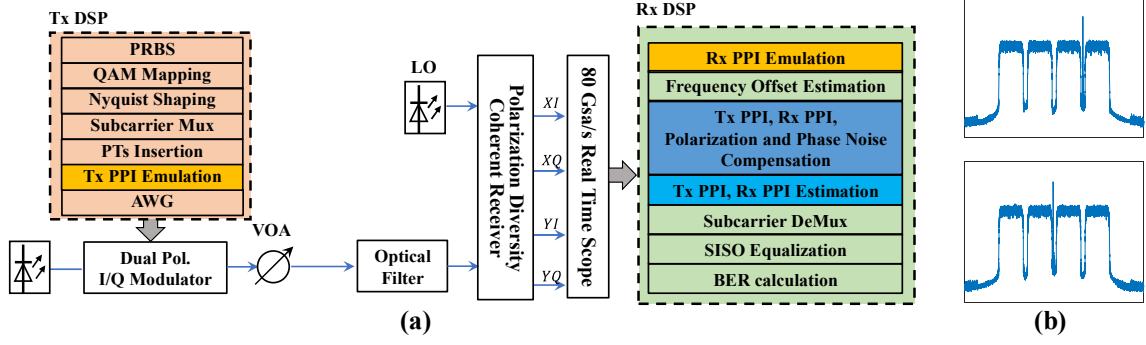 Tx DSP
PRBS
QAM Mapping
Nyquist Shaping
Subcarrier Mux
PTs Insertion
Tx PPI Emulation
AWG
Dual Pol.
I/Q Modulator
VOA
Optical
Filter
LO
Polarization Diversity
Coherent Receiver
XI
XQ
YI
YQ
80 Gsa/s Real Time Scope
Rx DSP
Rx PPI Emulation
Frequency Offset Estimation
Tx PPI, Rx PPI,
Polarization and Phase Noise
Compensation
Tx PPI, Rx PPI Estimation
Subcarrier DeMux
SISO Equalization
BER calculation
(a)
(b)